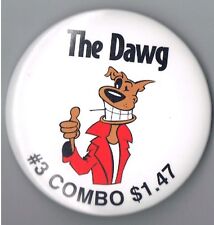 The Dawg
#3 COMBO $1.47